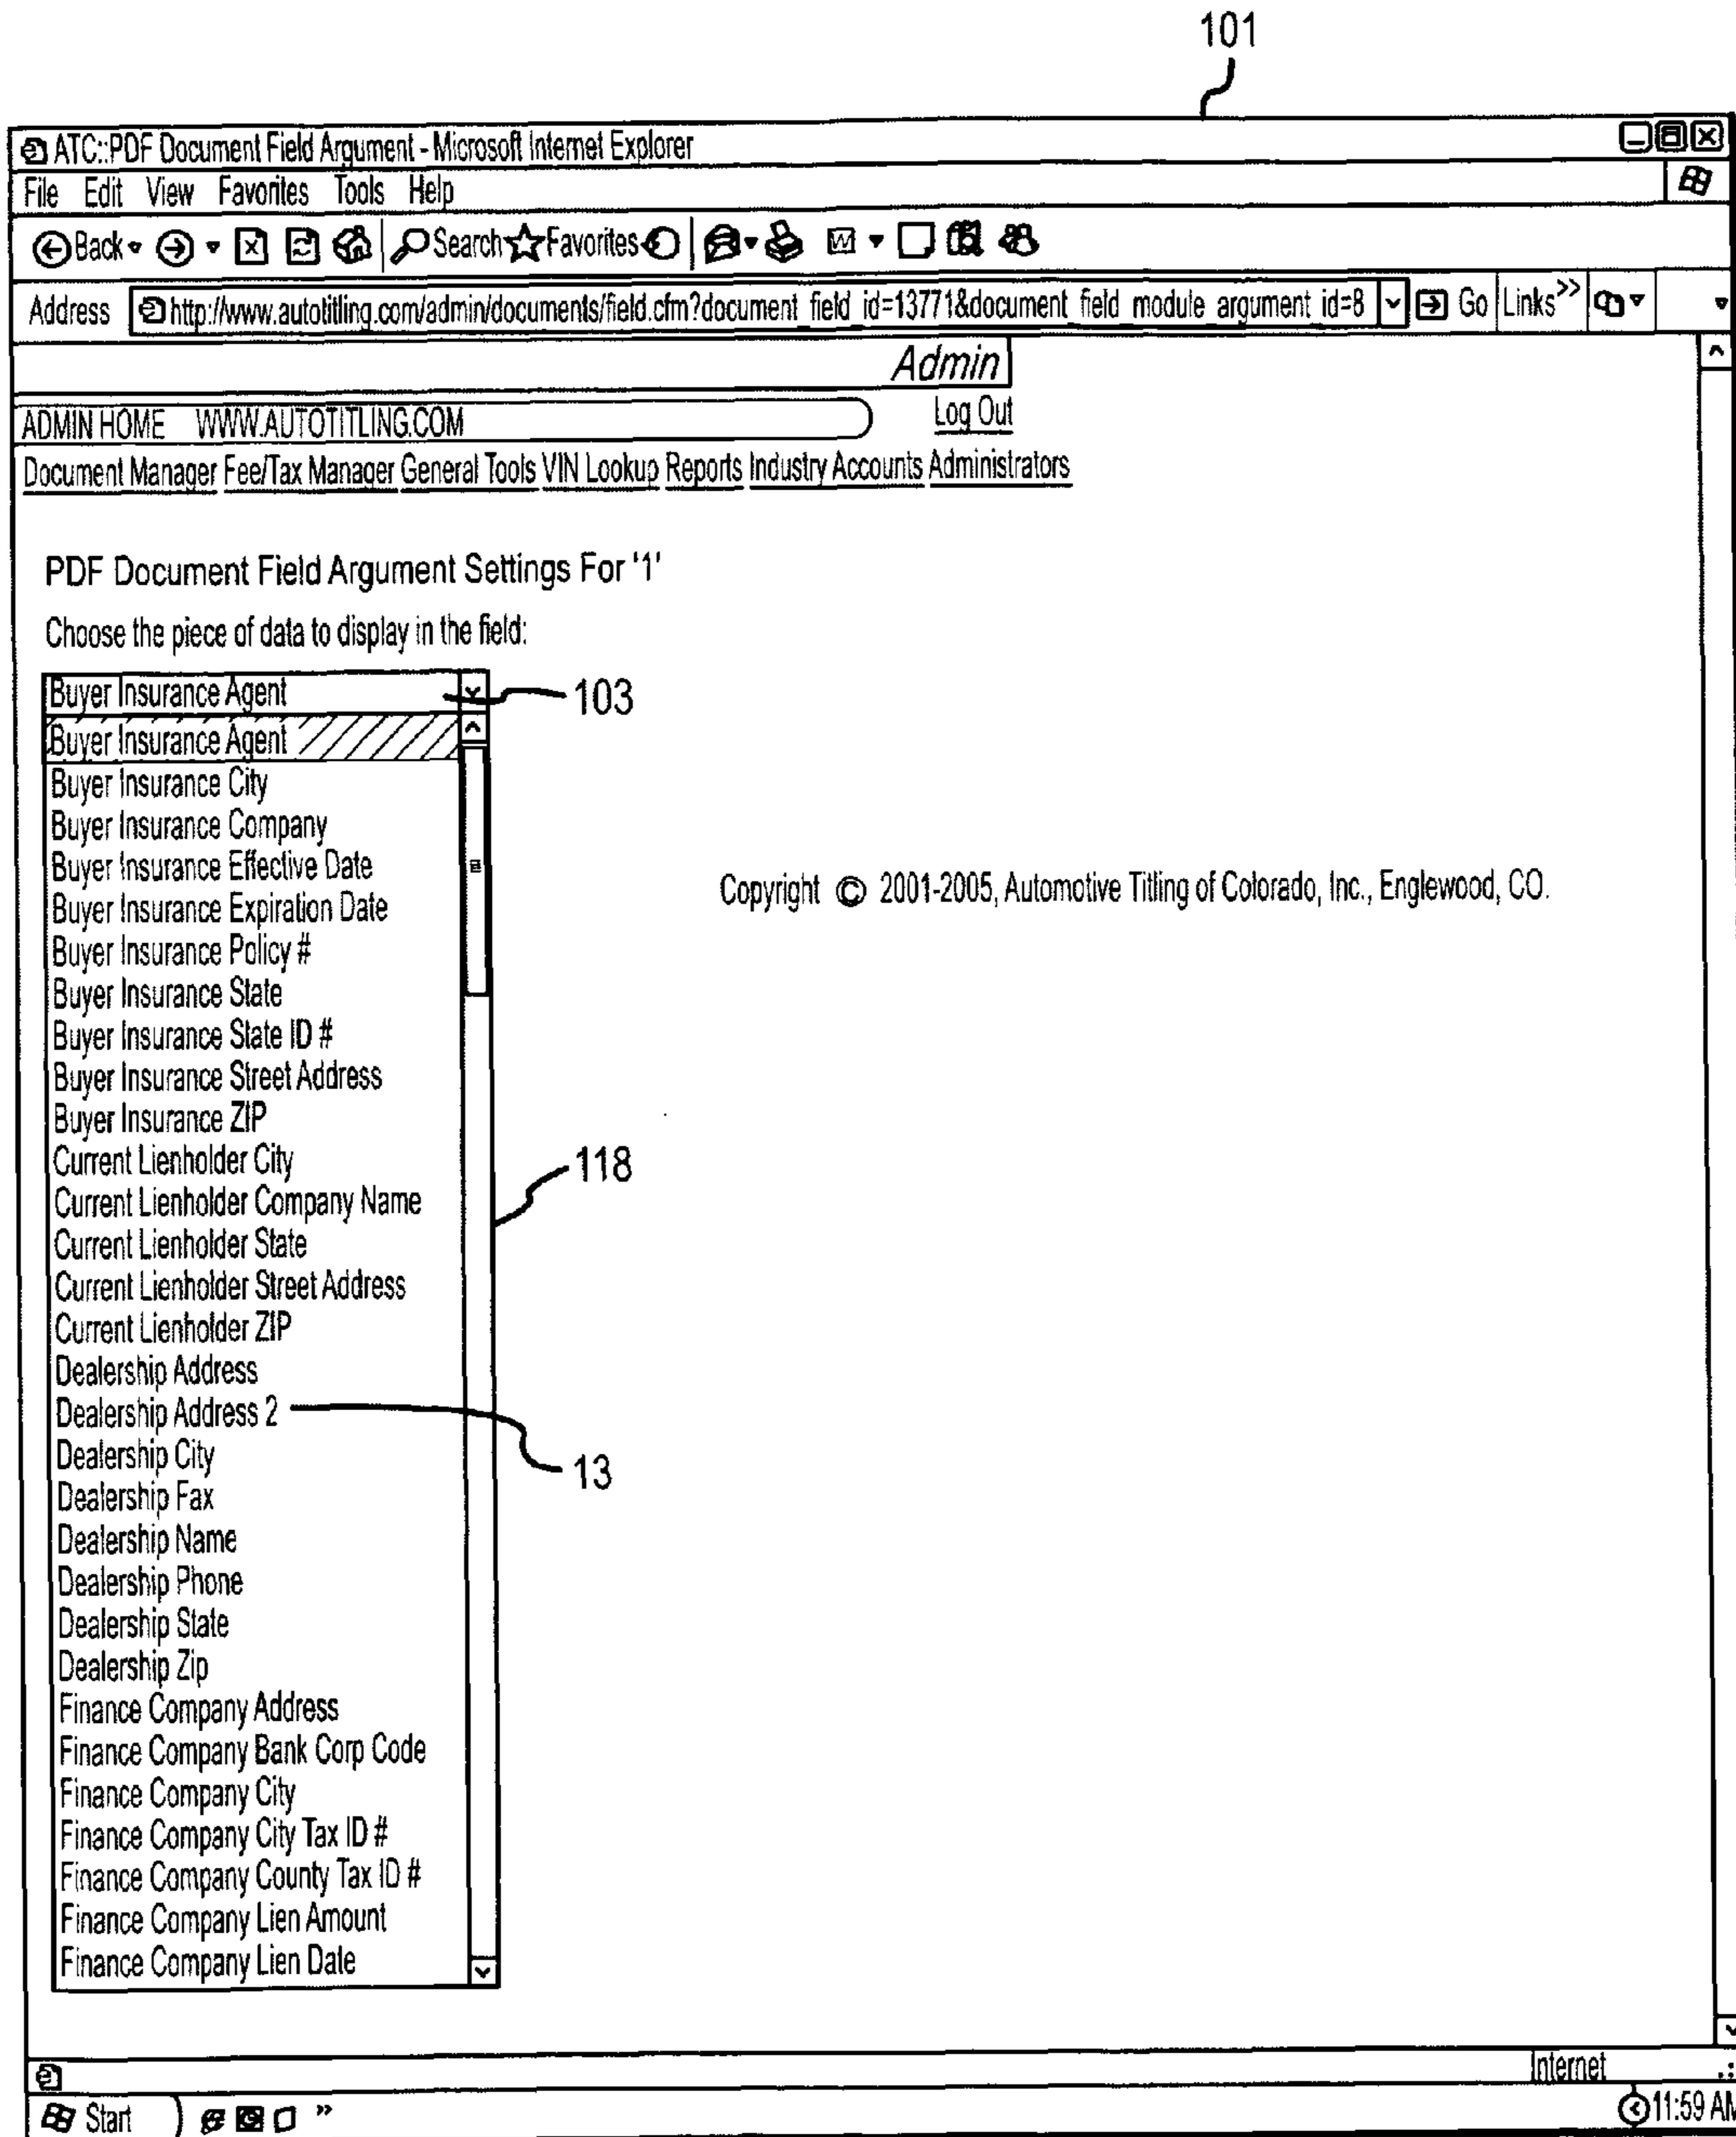 101
ATC::PDF Document Field Argument - Microsoft Internet Explorer
File Edit View Favorites Tools Help
Back Search Favorites
Address http://www.autotitling.com/admin/documents/field.cfm?document_field_id=13771&document_field_module_argument_id=8 Go Links >>
Admin
ADMIN HOME WWW.AUTOTITLING.COM Log Out
Document Manager Fee/Tax Manager General Tools VIN Lookup Reports Industry Accounts Administrators
PDF Document Field Argument Settings For '1'
Choose the piece of data to display in the field:
Buyer Insurance Agent 103
Buyer Insurance Agent
Buyer Insurance City
Buyer Insurance Company
Buyer Insurance Effective Date
Copyright © 2001-2005, Automotive Titling of Colorado, Inc., Englewood, CO.
Buyer Insurance Expiration Date
Buyer Insurance Policy #
Buyer Insurance State
Buyer Insurance State ID #
Buyer Insurance Street Address
Buyer Insurance ZIP
Current Lienholder City 118
Current Lienholder Company Name
Current Lienholder State
Current Lienholder Street Address
Current Lienholder ZIP
Dealership Address
Dealership Address 2
Dealership City 13
Dealership Fax
Dealership Name
Dealership Phone
Dealership State
Dealership Zip
Finance Company Address
Finance Company Bank Corp Code
Finance Company City
Finance Company City Tax ID #
Finance Company County Tax ID #
Finance Company Lien Amount
Finance Company Lien Date
Internet
Start » 11:59 AM